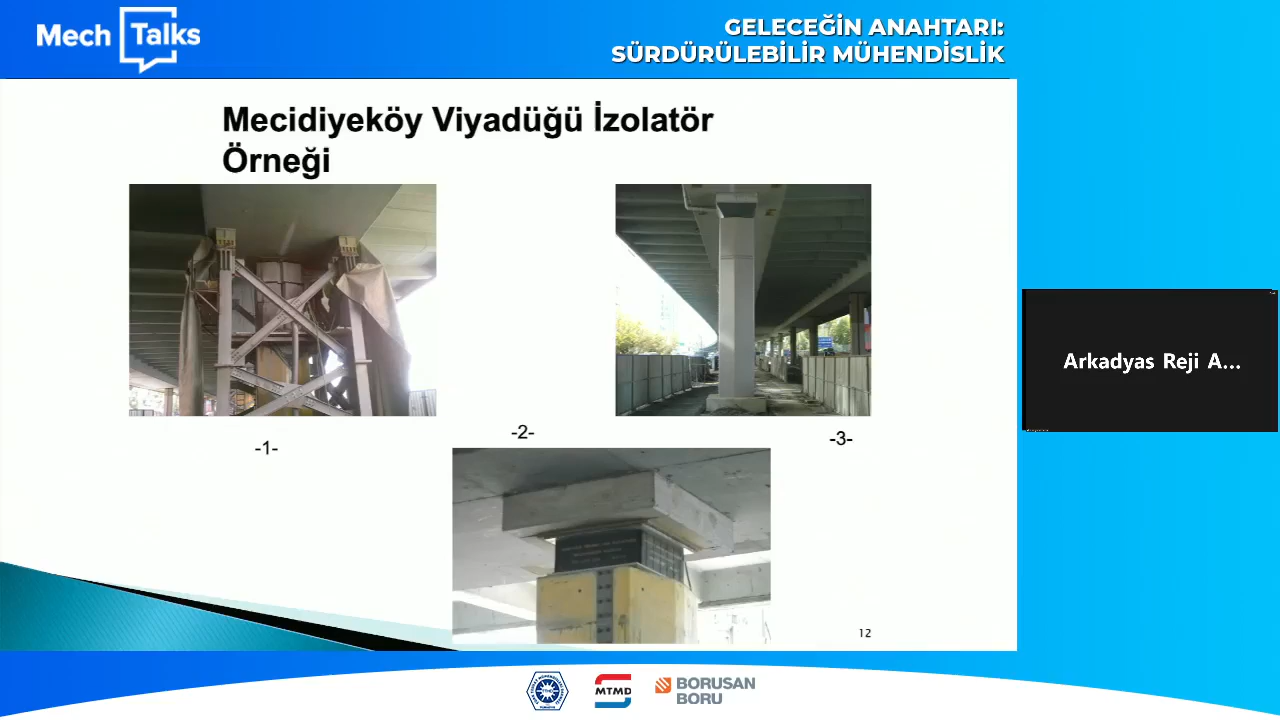 Mech Talks
GELECEĞİN ANAHTARI:
SÜRDÜRÜLEBİLİR MÜHENDİSLİK
Mecidiyeköy Viyadüğü İzolatör
Örneği
-1-
-2-
-3-
Arkadyas Reji A...
12
MTMD
BORUSAN
BORU